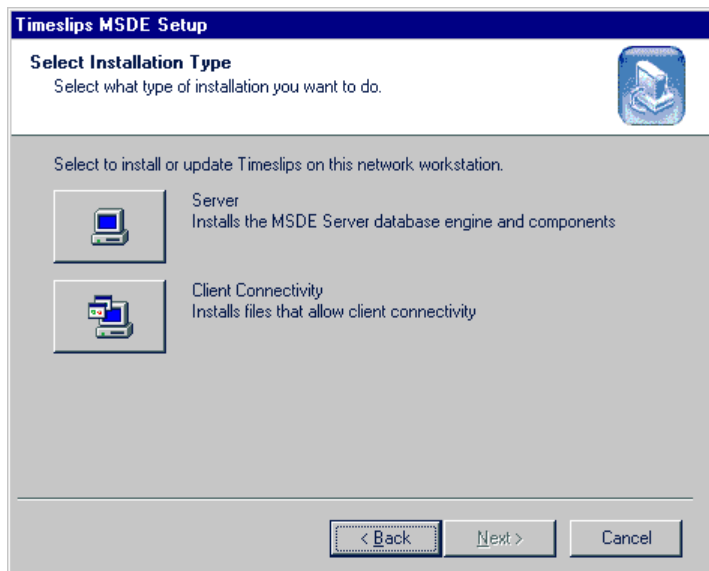 Timeslips MSDE Setup
Select Installation Type
Select what type of installation you want to do.
Select to install or update Timeslips on this network workstation.
Server
Installs the MSDE Server database engine and components
Client Connectivity
Installs files that allow client connectivity
< Back
Next >
Cancel